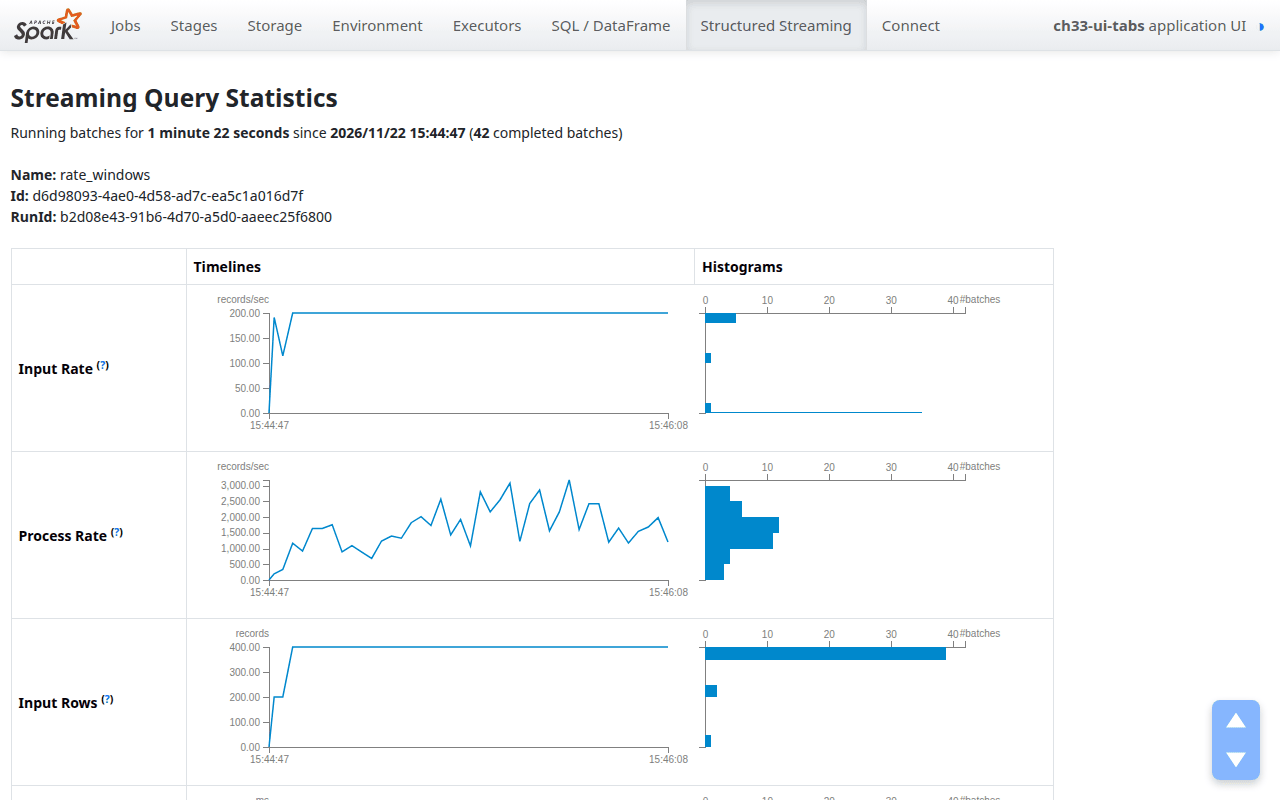 APACHE Spark Jobs Stages Storage Environment Executors SQL / DataFrame Structured Streaming Connect ch33-ui-tabs application UI
Streaming Query Statistics
Running batches for 1 minute 22 seconds since 2026/11/22 15:44:47 (42 completed batches)
Name: rate_windows
Id: d6d98093-4ae0-4d58-ad7c-ea5c1a016d7f
RunId: b2d08e43-91b6-4d70-a5d0-aaeec25f6800
Timelines Histograms
Input Rate (?)
records/sec
200.00
150.00
100.00
50.00
0.00
15:44:47 15:46:08
0 10 20 30 40 #batches
Process Rate (?)
records/sec
3,000.00
2,500.00
2,000.00
1,500.00
1,000.00
500.00
0.00
15:44:47 15:46:08
0 10 20 30 40 #batches
Input Rows (?)
records
400.00
300.00
200.00
100.00
0.00
15:44:47 15:46:08
0 10 20 30 40 #batches
ms
0 10 20 30 40 #batches